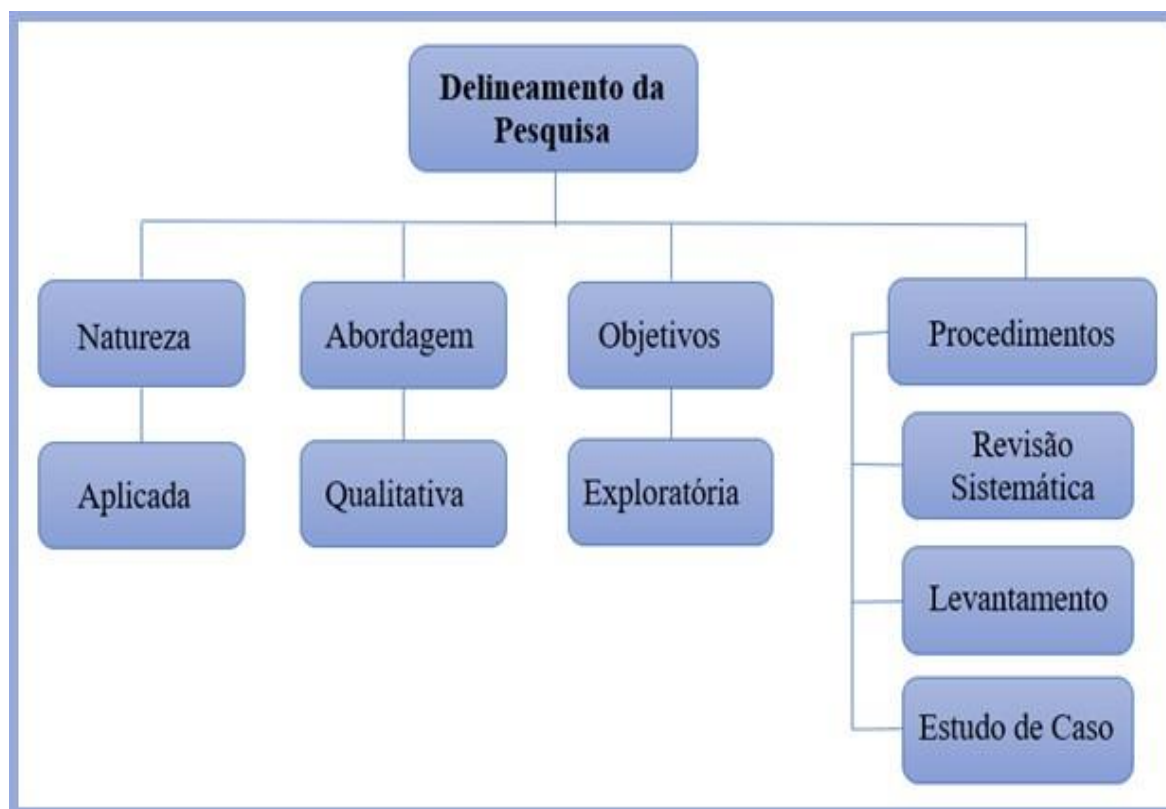 Delineamento da
Pesquisa
Natureza
Abordagem
Objetivos
Procedimentos
Aplicada
Qualitativa
Exploratória
Revisão
Sistemática
Levantamento
Estudo de Caso